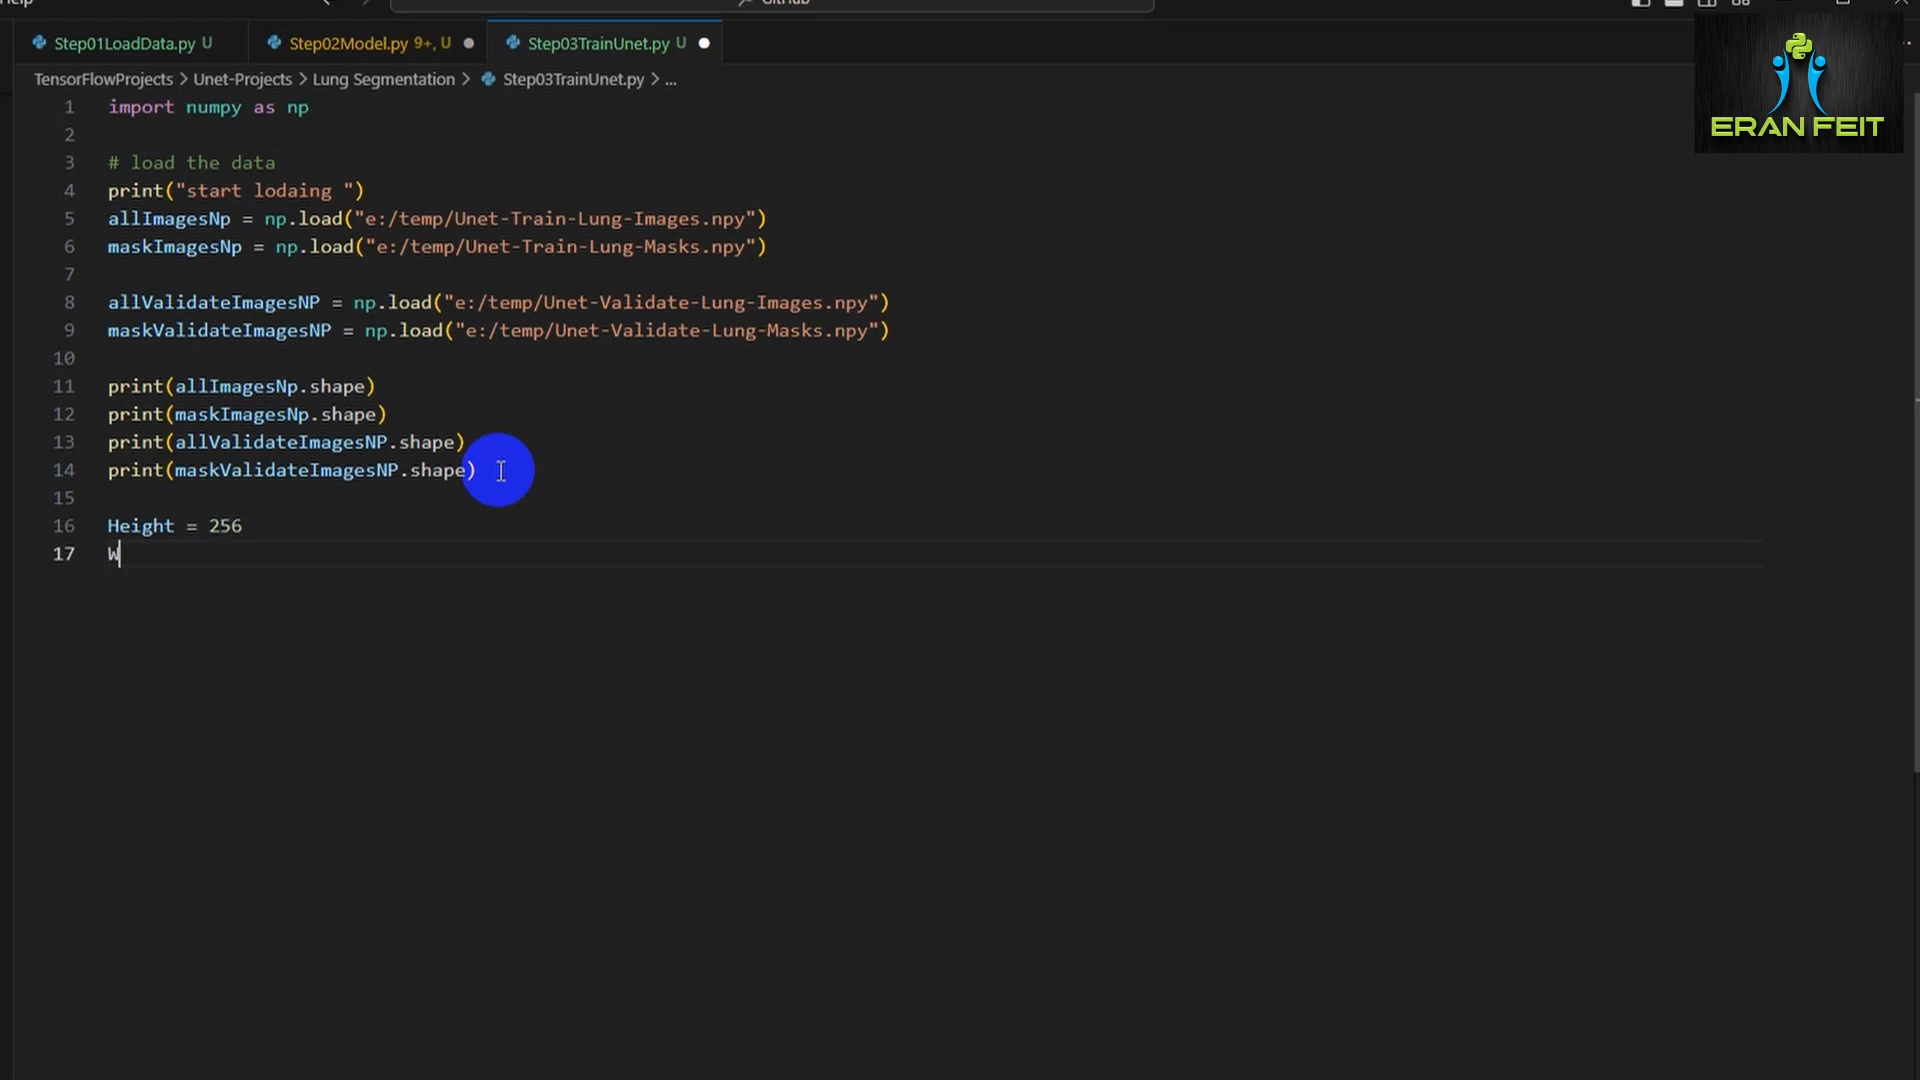 Help
GitHub
Step01LoadData.py U
Step02Model.py 9+, U
Step03TrainUnet.py U
ERAN FEIT
TensorFlowProjects > Unet-Projects > Lung Segmentation > Step03TrainUnet.py > ...
1 import numpy as np
2
3 # load the data
4 print("start lodaing ")
5 allImagesNp = np.load("e:/temp/Unet-Train-Lung-Images.npy")
6 maskImagesNp = np.load("e:/temp/Unet-Train-Lung-Masks.npy")
7
8 allValidateImagesNP = np.load("e:/temp/Unet-Validate-Lung-Images.npy")
9 maskValidateImagesNP = np.load("e:/temp/Unet-Validate-Lung-Masks.npy")
10
11 print(allImagesNp.shape)
12 print(maskImagesNp.shape)
13 print(allValidateImagesNP.shape)
14 print(maskValidateImagesNP.shape)
15
16 Height = 256
17 W